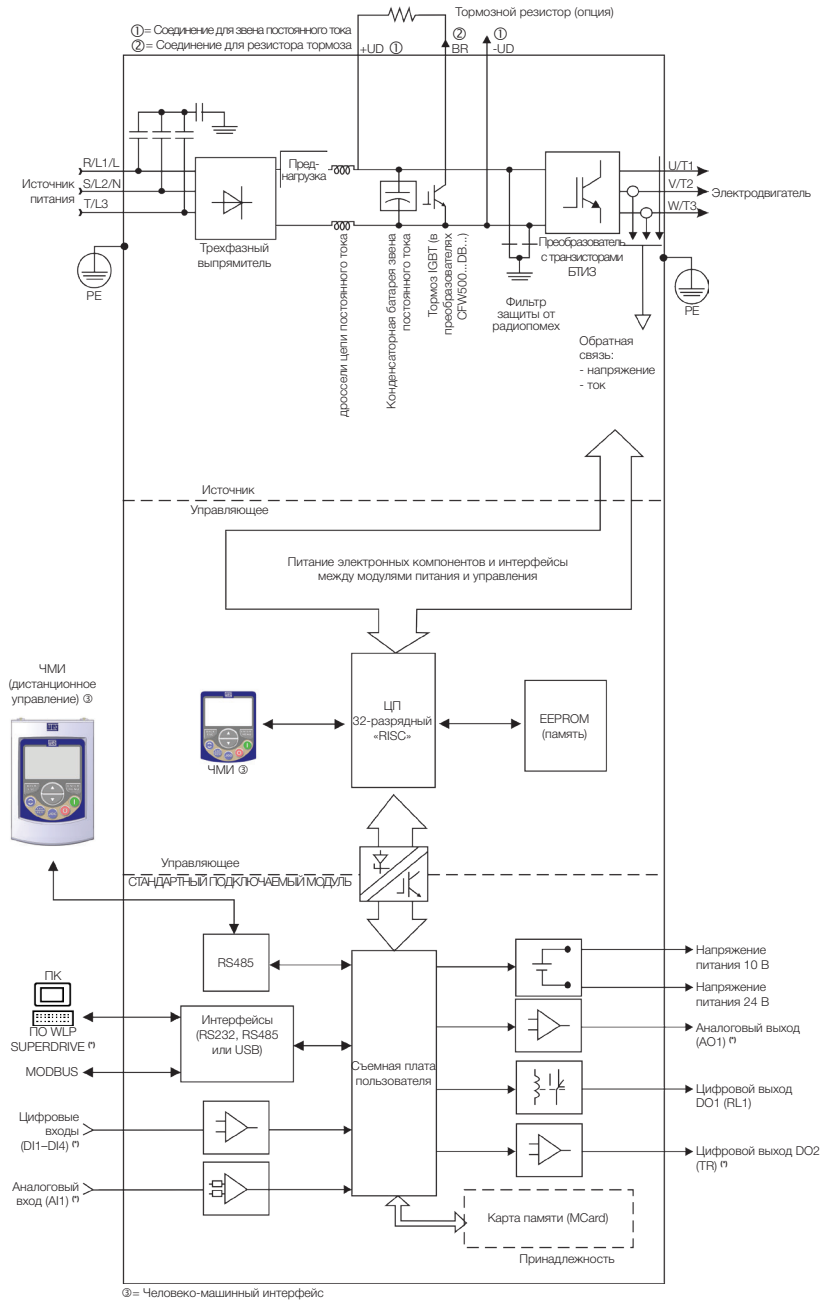 Тормозной резистор (опция)
①= Соединение для звена постоянного тока
②= Соединение для резистора тормоза
+UD ①
②
BR
①
-UD
R/L1/L
S/L2/N
T/L3
Источник
питания
PE
Трехфазный
выпрямитель
Пред-
нагрузка
дроссели цепи постоянного тока
Конденсаторная батарея звена
постоянного тока
Тормоз IGBT (в
преобразователях
CFW500...DB...)
Фильтр
защиты от
радиопомех
Преобразователь
с транзисторами
БТИЗ
U/T1
V/T2
W/T3
Электродвигатель
PE
Обратная
связь:
- напряжение
- ток
Источник
Управляющее
Питание электронных компонентов и интерфейсы
между модулями питания и управления
ЧМИ
(дистанционное
управление) ③
ЧМИ ③
ЦП
32-разрядный
«RISC»
EEPROM
(память)
Управляющее
СТАНДАРТНЫЙ ПОДКЛЮЧАЕМЫЙ МОДУЛЬ
RS485
ПК
ПО WLP
SUPERDRIVE (*)
MODBUS
Интерфейсы
(RS232, RS485
или USB)
Цифровые
входы
(DI1–DI4) (*)
Аналоговый
вход (AI1) (*)
Съемная плата
пользователя
Напряжение
питания 10 В
Напряжение
питания 24 В
Аналоговый выход
(AO1) (*)
Цифровой выход
DO1 (RL1)
Цифровой выход DO2
(TR) (*)
Карта памяти (MCard)
Принадлежность
③= Человеко-машинный интерфейс